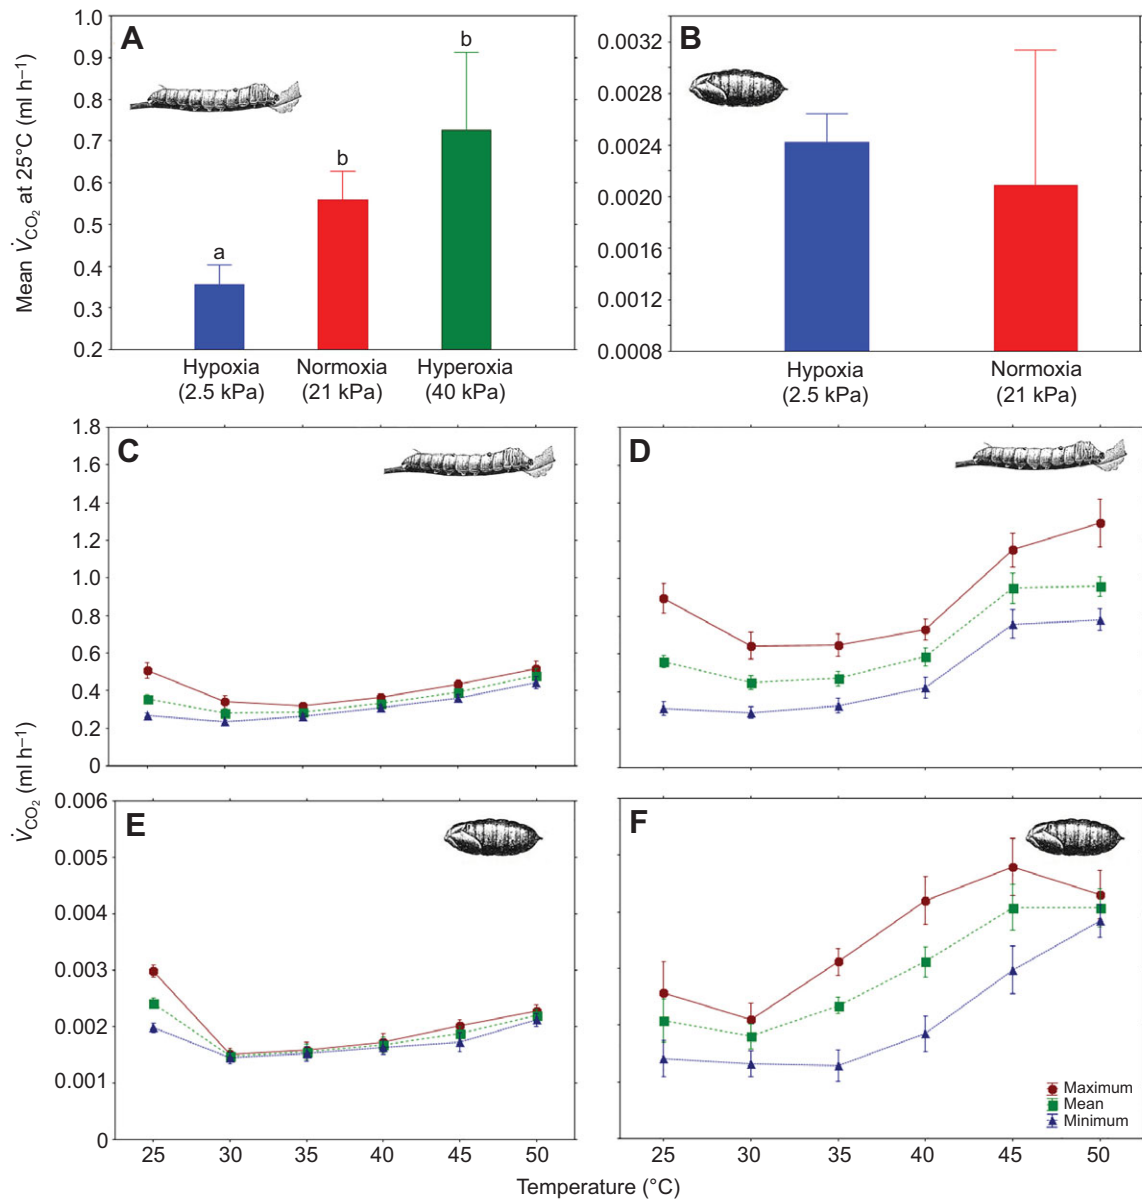 Mean V̇CO2 at 25°C (ml h–1)
A
1.0
0.9
0.8
0.7
0.6
0.5
0.4
0.3
0.2
a
b
b
Hypoxia
(2.5 kPa)
Normoxia
(21 kPa)
Hyperoxia
(40 kPa)
B
0.0032
0.0028
0.0024
0.0020
0.0016
0.0012
0.0008
Hypoxia
(2.5 kPa)
Normoxia
(21 kPa)
V̇CO2 (ml h–1)
C
1.8
1.6
1.4
1.2
1.0
0.8
0.6
0.4
0.2
0
D
E
0.006
0.005
0.004
0.003
0.002
0.001
0
25 30 35 40 45 50
F
Maximum
Mean
Minimum
25 30 35 40 45 50
Temperature (°C)